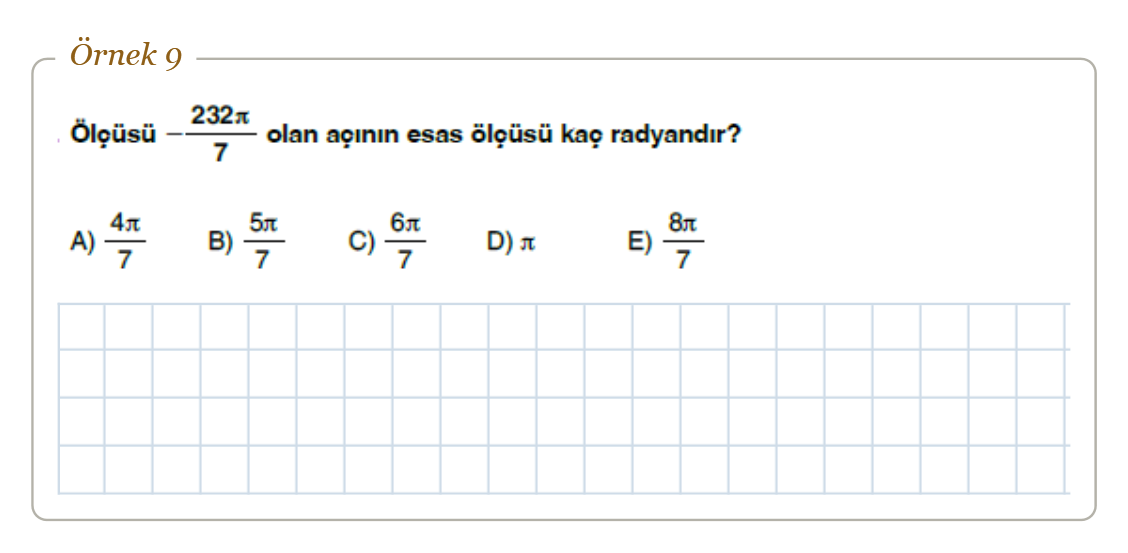 Örnek 9
Ölçüsü −232π/7 olan açının esas ölçüsü kaç radyandır?
A) 4π/7 B) 5π/7 C) 6π/7 D) π E) 8π/7